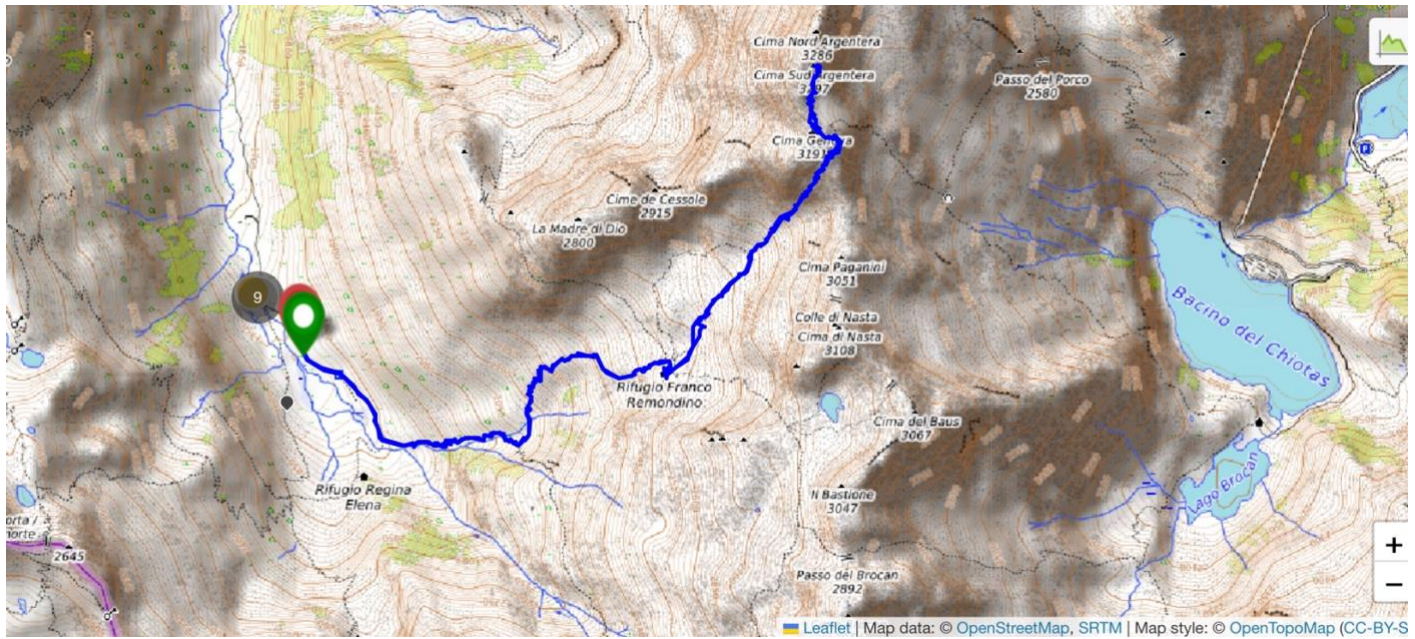 Cima Nord Argentera
3286
Cima Sud Argentera
3297
Passo del Porco
2580
Cima Genova
3191
Cime de Cessole
2915
La Madre di Dio
2800
Cima Paganini
3051
9
Colle di Nasta
Cima di Nasta
3108
Bacino del Chiotas
P
Rifugio Franco
Remondino
Cima del Baus
3067
Rifugio Regina
Elena
N Bastione
3047
Lago Brocan
2645
Passo del Brocan
2892
+
−
Leaflet | Map data: © OpenStreetMap, SRTM | Map style: © OpenTopoMap (CC-BY-S